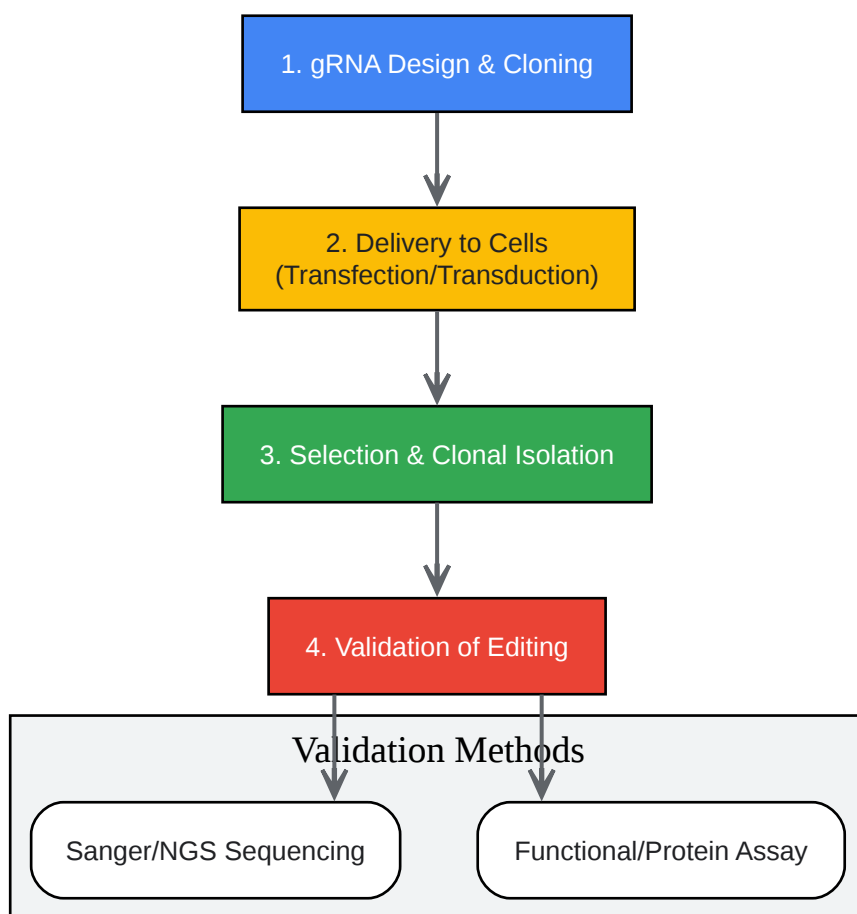 1. gRNA Design & Cloning
2. Delivery to Cells
(Transfection/Transduction)
3. Selection & Clonal Isolation
4. Validation of Editing
Validation Methods
Sanger/NGS Sequencing
Functional/Protein Assay